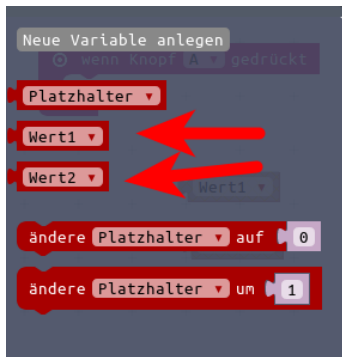 Neue Variable anlegen
wenn Knopf A ▼ gedrückt
Platzhalter ▼
Wert1 ▼
Wert2 ▼
Wert1 ▼
ändere Platzhalter ▼ auf 0
ändere Platzhalter ▼ um 1